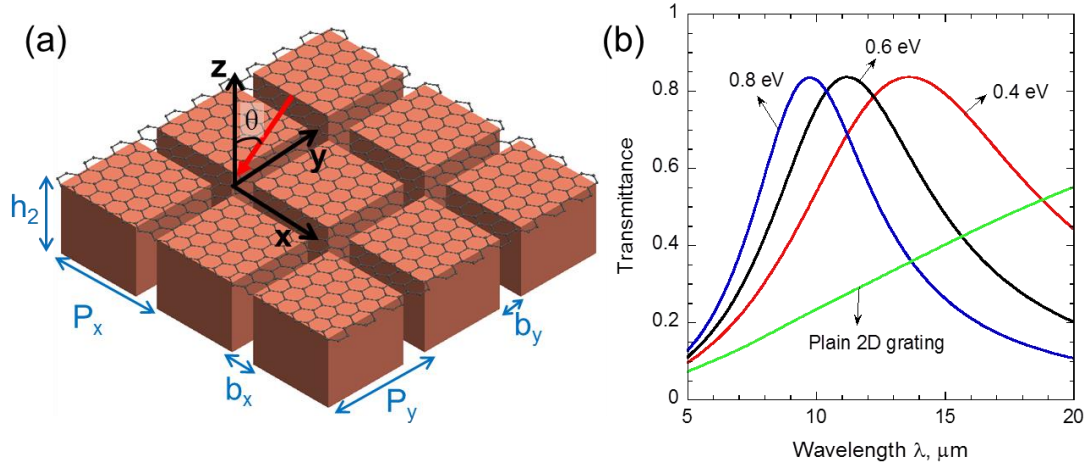 (a)
z
θ
y
x
h2
Px
bx
Py
by
(b)
Transmittance
1
0.8
0.6
0.4
0.2
0
0.8 eV
0.6 eV
0.4 eV
Plain 2D grating
5
10
15
20
Wavelength λ, μm